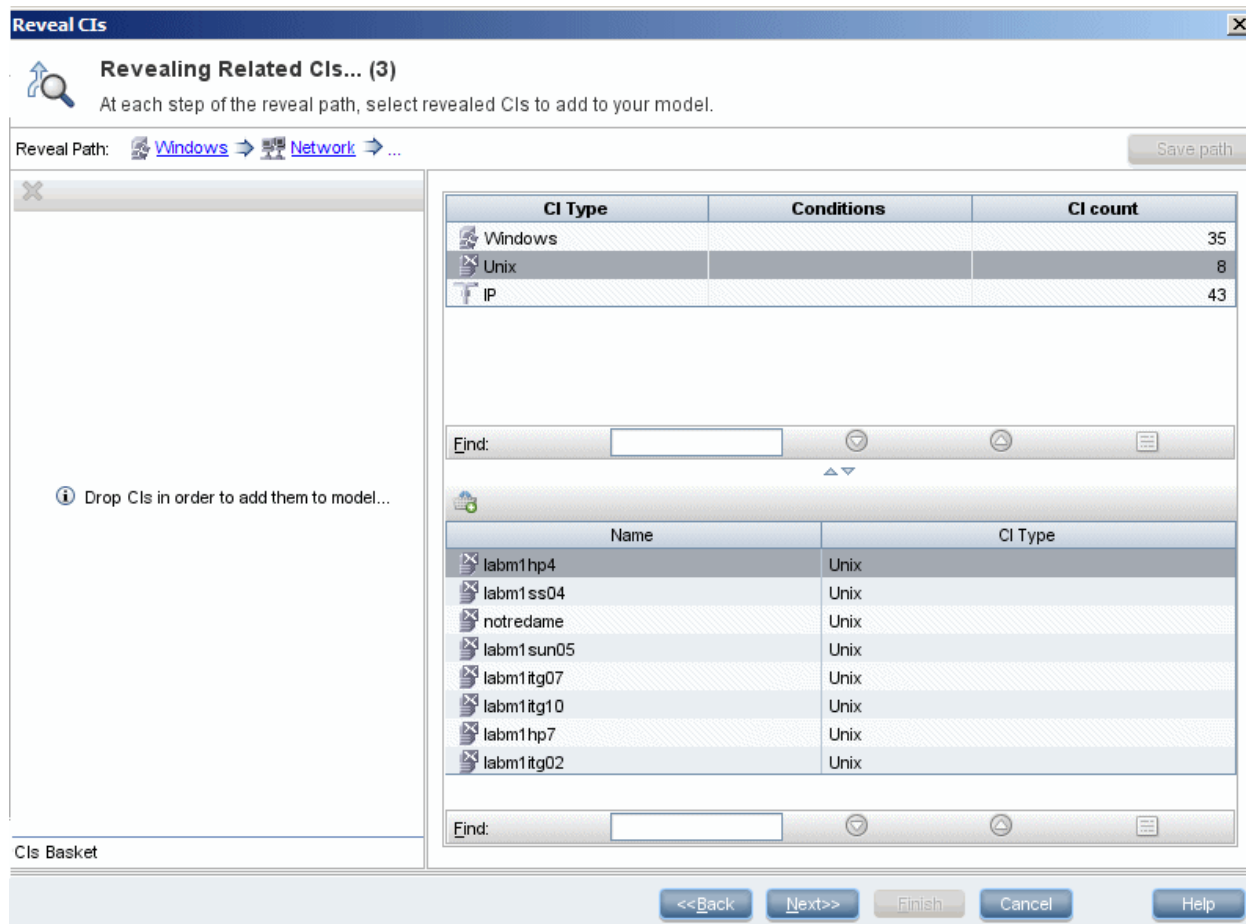 Reveal CIs
Revealing Related CIs... (3)
At each step of the reveal path, select revealed CIs to add to your model.
Reveal Path: Windows Network ... Save path
CI Type Conditions CI count
Windows 35
Unix 8
IP 43
Find:
Drop CIs in order to add them to model...
Name CI Type
labm1hp4 Unix
labm1ss04 Unix
notredame Unix
labm1sun05 Unix
labm1itg07 Unix
labm1itg10 Unix
labm1hp7 Unix
labm1itg02 Unix
Find:
CIs Basket
<<Back Next>> Finish Cancel Help